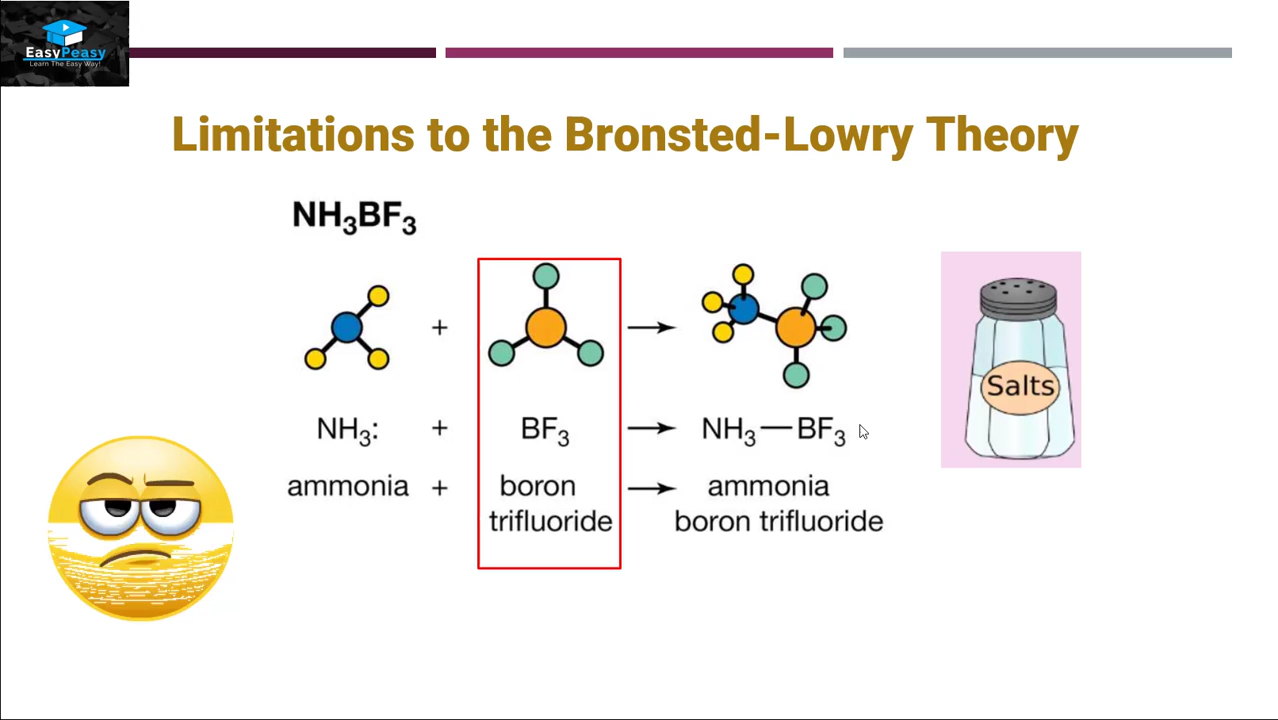 EasyPeasy
Learn The Easy Way!
Limitations to the Bronsted-Lowry Theory
NH₃BF₃
+
NH₃: + BF₃ → NH₃—BF₃
ammonia + boron trifluoride → ammonia boron trifluoride
Salts